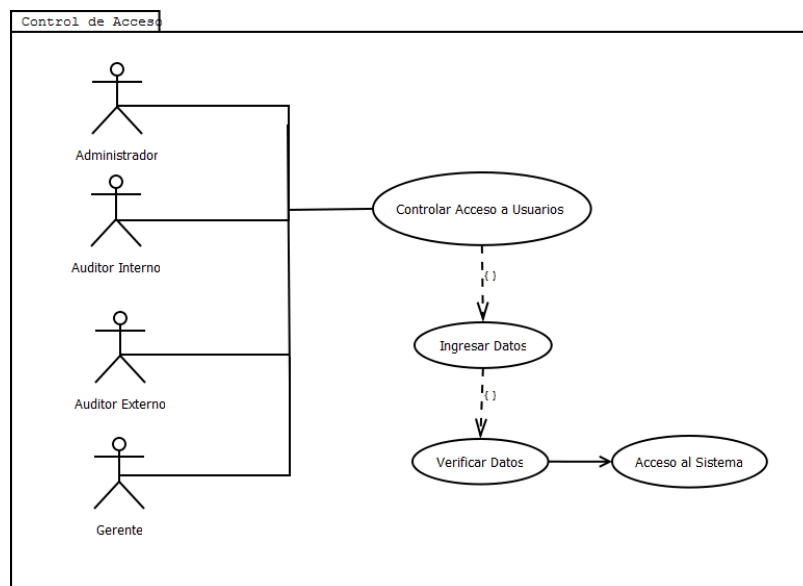 Control de Acceso
Administrador
Auditor Interno
Controlar Acceso a Usuarios
{ }
Ingresar Datos
Auditor Externo
{ }
Verificar Datos
Acceso al Sistema
Gerente